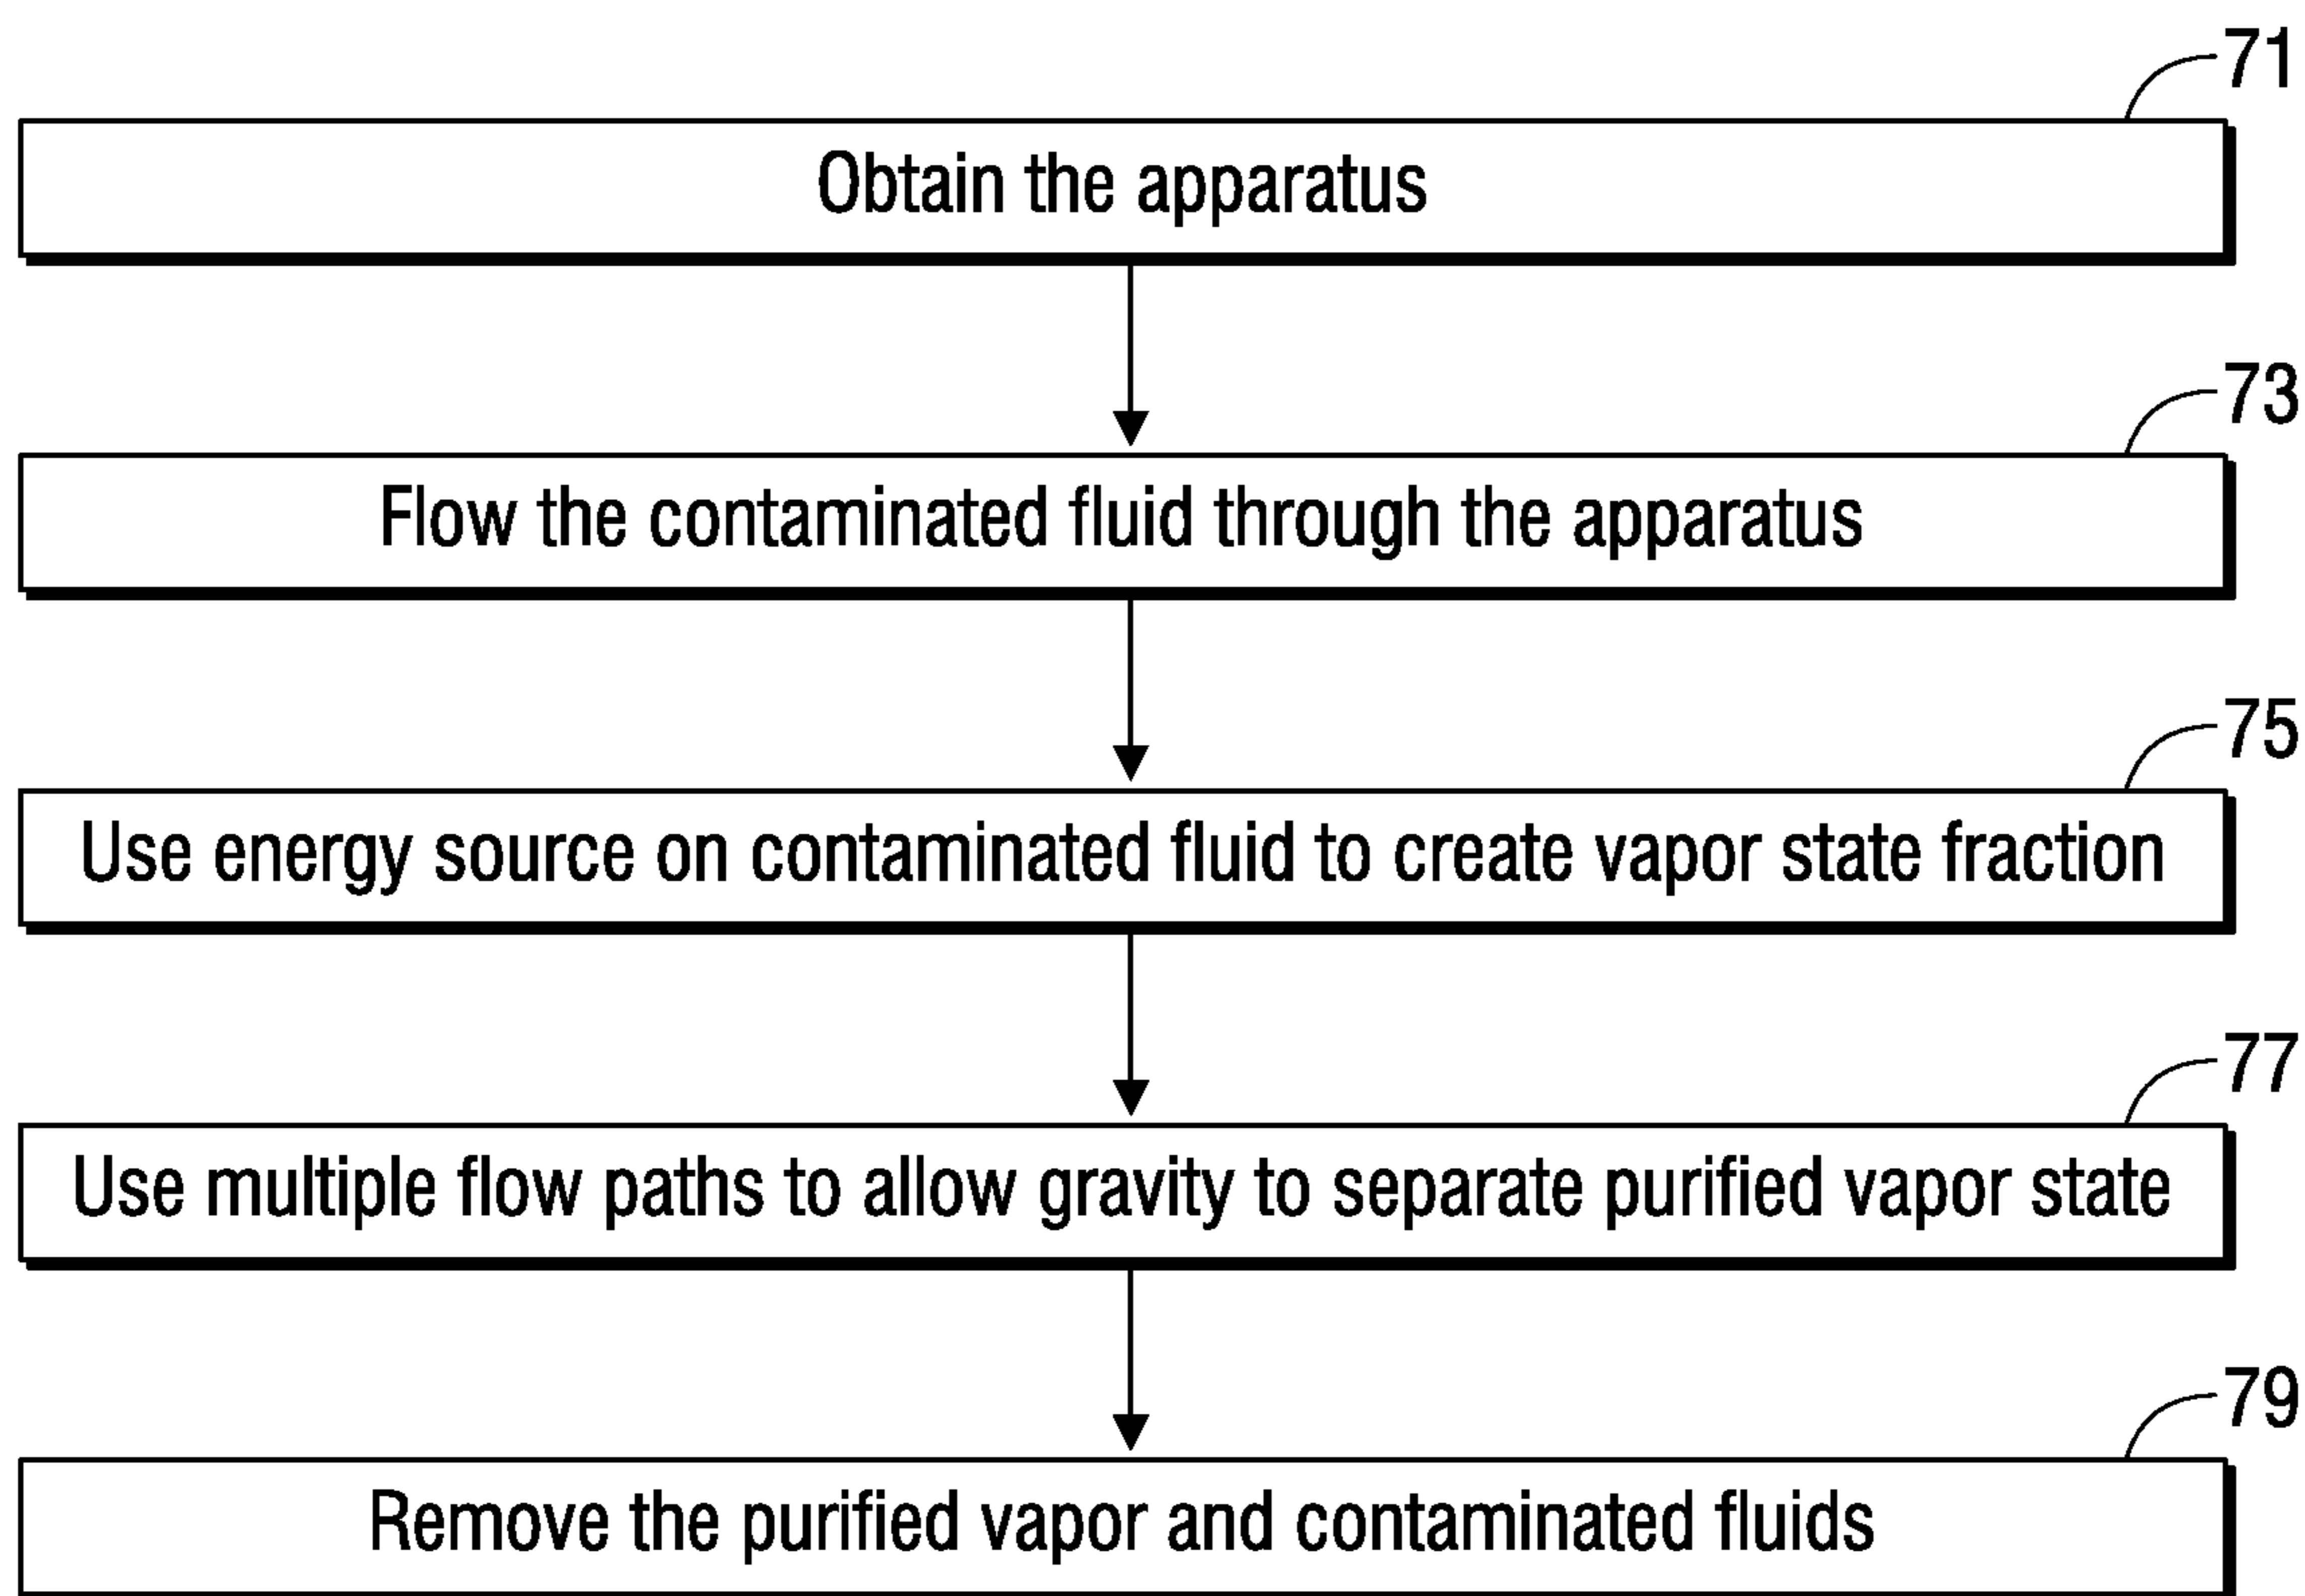 71
Obtain the apparatus
73
Flow the contaminated fluid through the apparatus
75
Use energy source on contaminated fluid to create vapor state fraction
77
Use multiple flow paths to allow gravity to separate purified vapor state
79
Remove the purified vapor and contaminated fluids